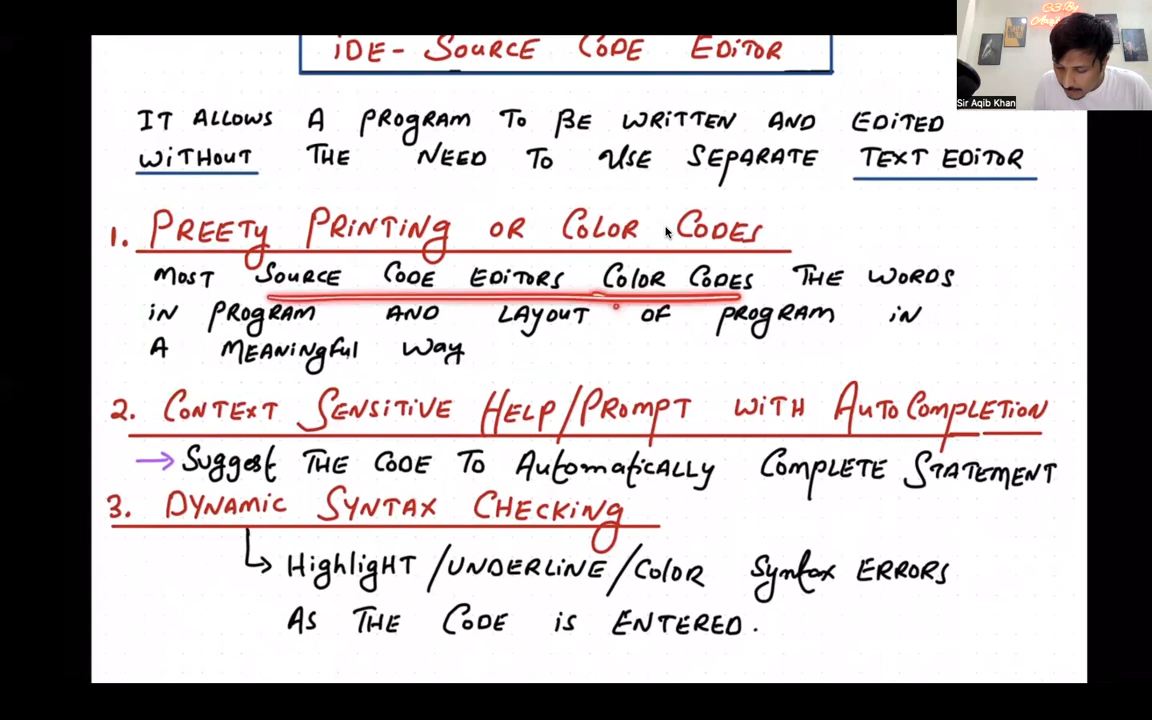 iDE - SOURCE CODE EDiTOR
Sir Aqib Khan
IT ALLOWS A PROGRAM TO BE WRITTEN AND EDITED
WiTHOUT THE NEED TO USE SEPARATE TEXT EDITOR
1. PREETy PRiNTiNg OR COLOR CODES
MOST SOURCE CODE EDiTORS COLOR CODES THE WORDS
iN PROgRAM AND LAYOUT OF PROGRAM iN
A MEANiNgful WAy
2. CONTEXT SENSiTiVE HELP/PROMPT WiTH AUTO COMPLETiON
→ SuggesT THE CODE TO AuTomaTiCALLy COMPLETE STATEMENT
3. DYNAMiC SYNTAX CHECKiNg
HighLigHT /UNDERLiNE/COLOR SynTax ERRORS
AS THE CODE iS ENTERED.